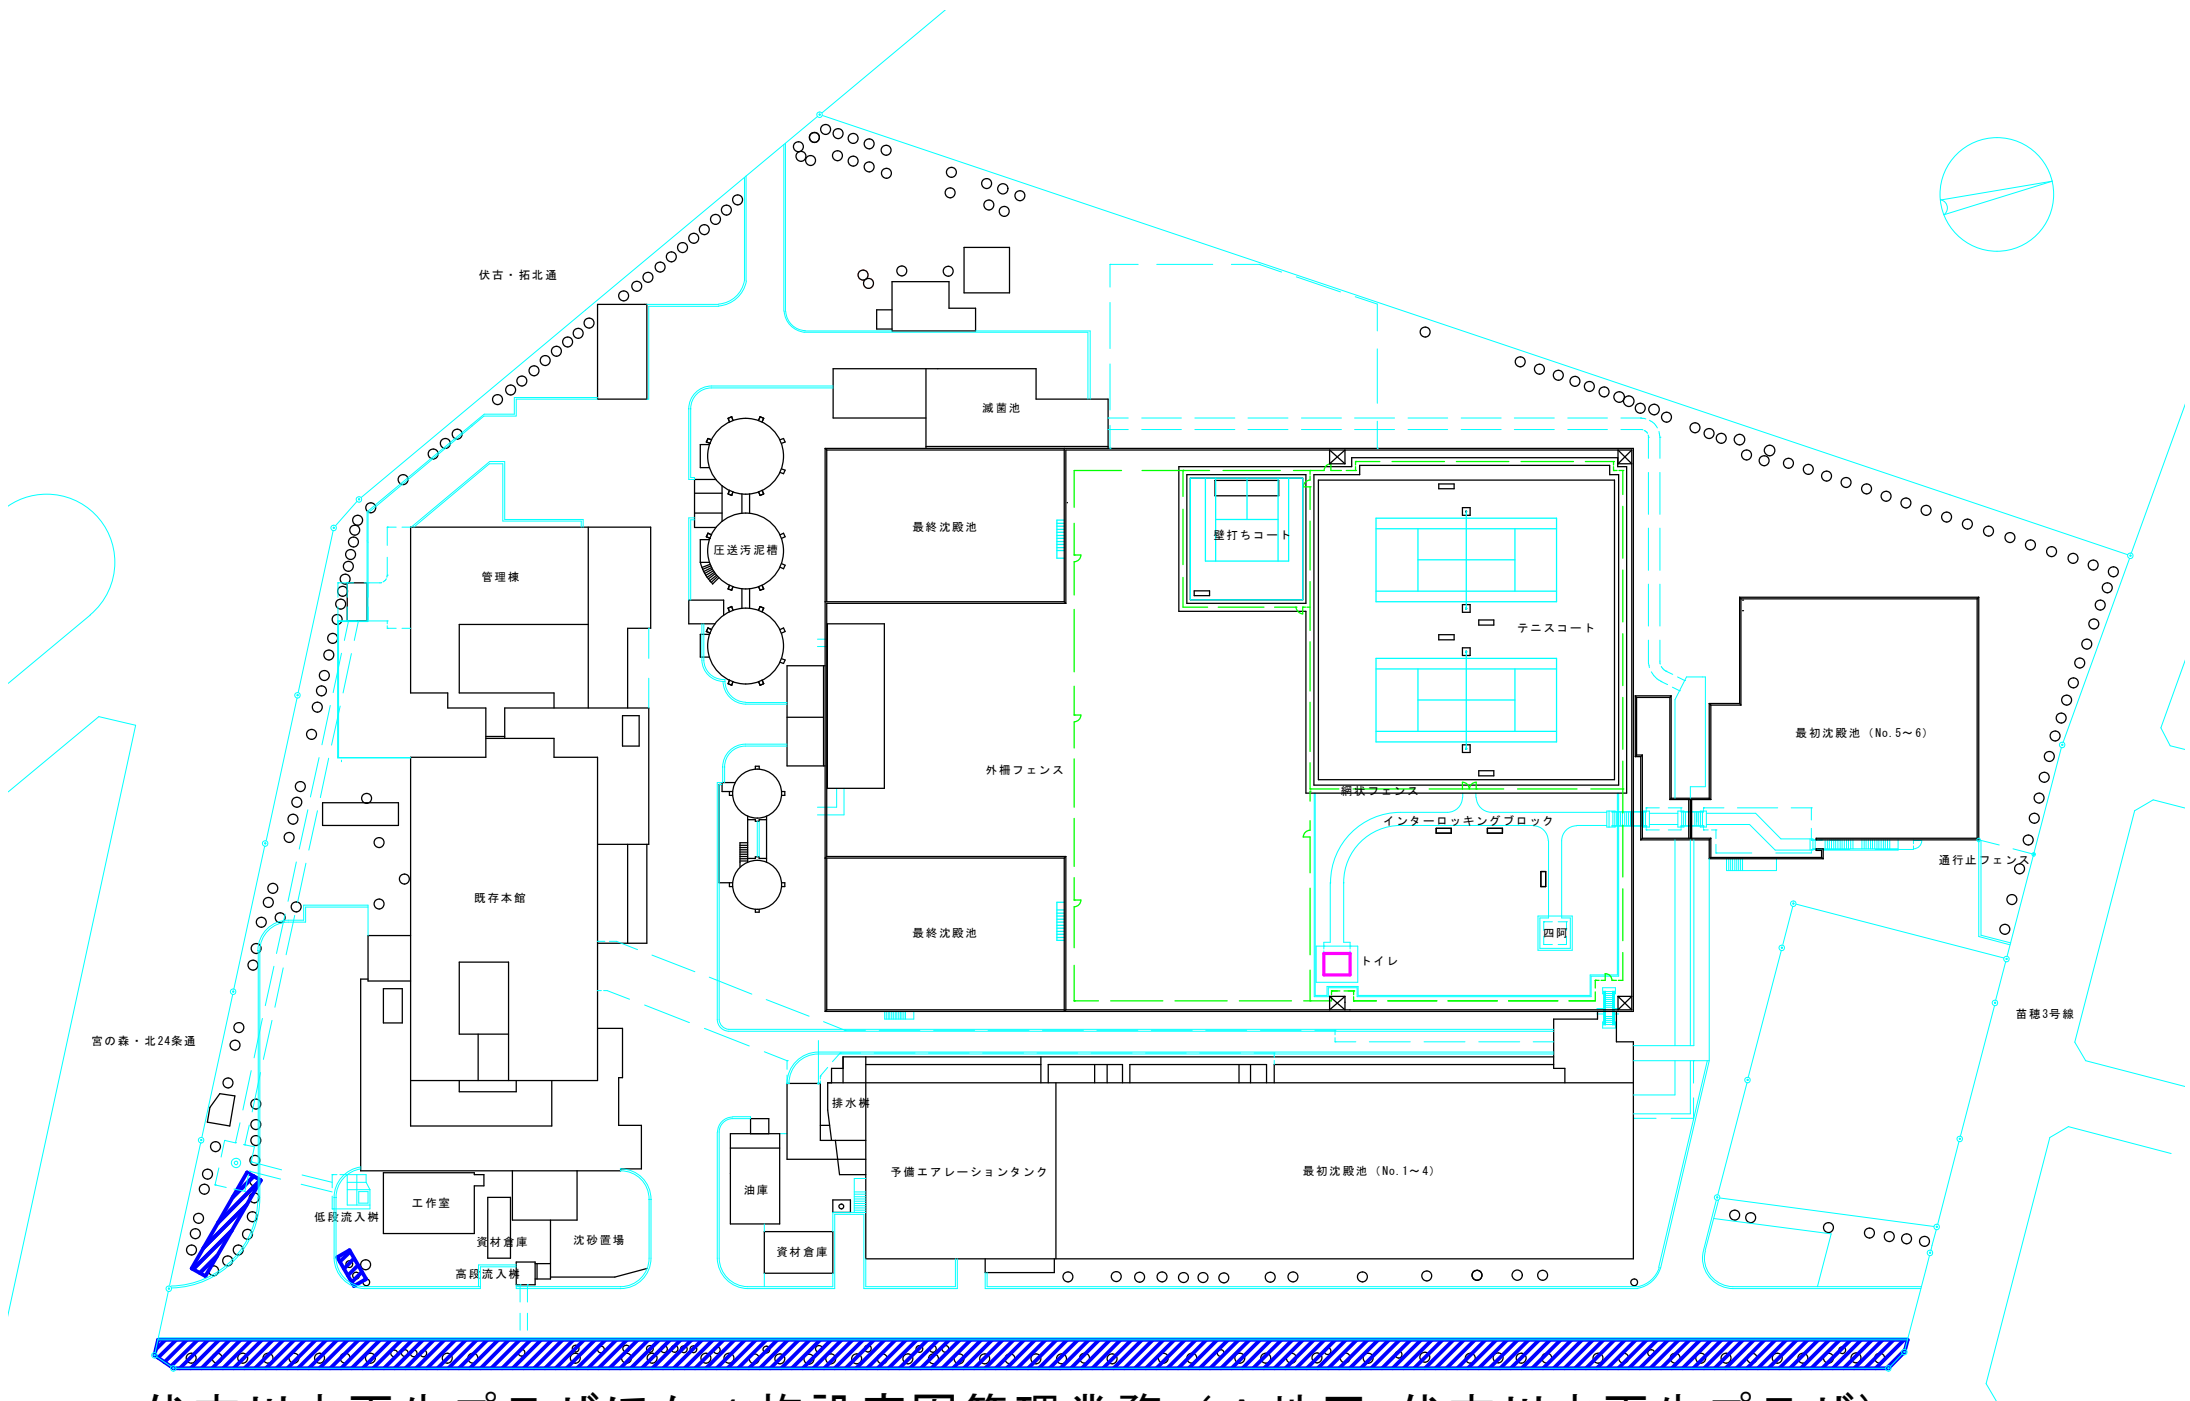 伏古・拓北通
滅菌池
最終沈殿池
壁打ちコート
圧送汚泥槽
管理棟
テニスコート
最初沈殿池（No.5～6）
外柵フェンス
網状フェンス
インターロッキングブロック
通行止フェンス
既存本館
最終沈殿池
四阿
トイレ
宮の森・北24条通
苗穂3号線
排水桝
予備エアレーションタンク
最初沈殿池（No.1～4）
油庫
工作室
低段流入桝
資材倉庫
沈砂置場
資材倉庫
高段流入桝